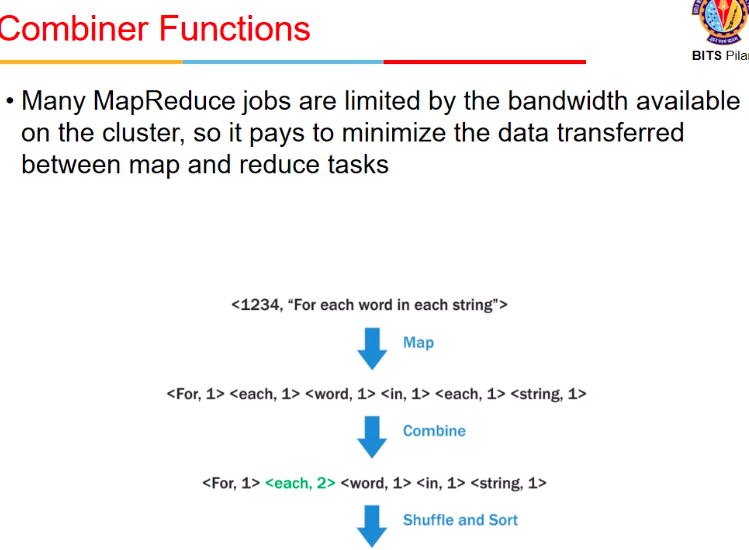 Combiner Functions
BITS Pila
• Many MapReduce jobs are limited by the bandwidth available
on the cluster, so it pays to minimize the data transferred
between map and reduce tasks
<1234, “For each word in each string”>
Map
<For, 1> <each, 1> <word, 1> <in, 1> <each, 1> <string, 1>
Combine
<For, 1> <each, 2> <word, 1> <in, 1> <string, 1>
Shuffle and Sort